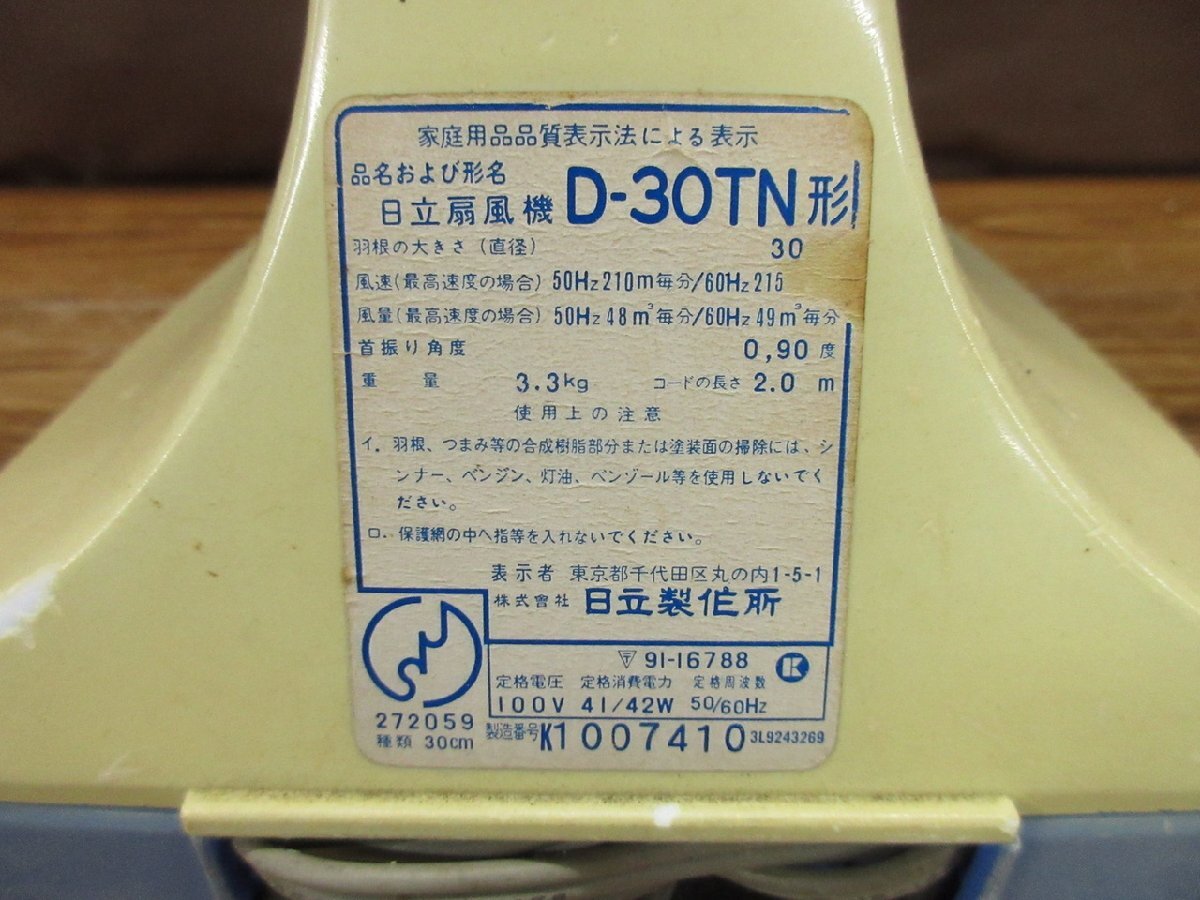 家庭用品品質表示法による表示
品名および形名
日立扇風機 D-30TN形
羽根の大きさ(直径) 30
風速(最高速度の場合) 50Hz 210m毎分/60Hz 215
風量(最高速度の場合) 50Hz 48m³毎分/60Hz 49m³毎分
首振り角度 0,90 度
重量 3.3kg コードの長さ 2.0 m
使用上の注意
イ. 羽根、つまみ等の合成樹脂部分または塗装面の掃除には、シ
ンナー、ベンジン、灯油、ベンゾール等を使用しないでく
ださい。
ロ. 保護網の中へ指等を入れないでください。
表示者 東京都千代田区丸の内1-5-1
株式會社 日立製作所
〒 91-16788 K
定格電圧 定格消費電力 定格周波数
100V 41/42W 50/60Hz
272059
種類 30cm
製造番号 K1007410 3L9243269